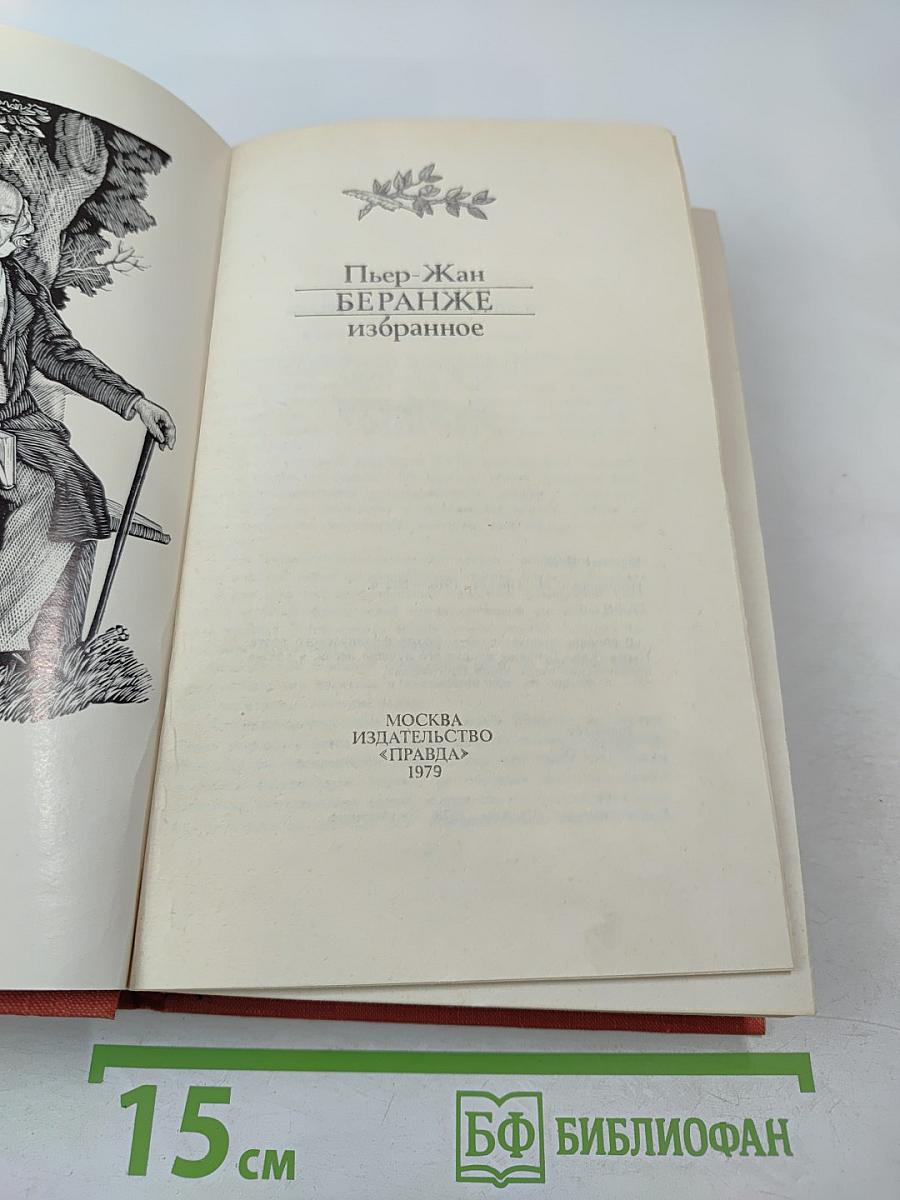 Пьер-Жан
БЕРАНЖЕ
избранное
МОСКВА
ИЗДАТЕЛЬСТВО
«ПРАВДА»
1979
15 см
БФ БИБЛИОФАН